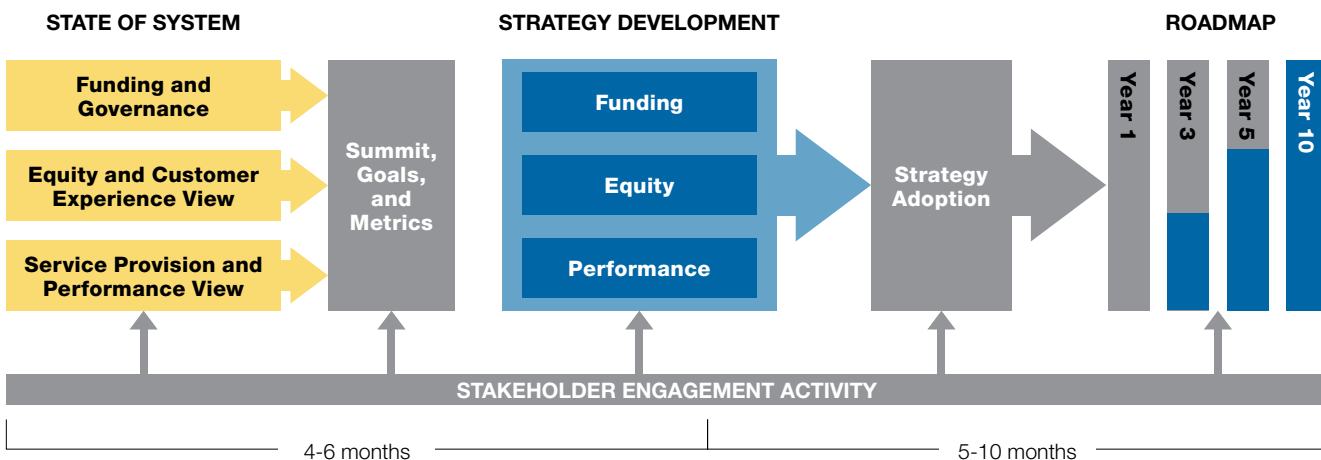 STATE OF SYSTEM
STRATEGY DEVELOPMENT
ROADMAP
Funding and
Governance
Equity and Customer
Experience View
Service Provision and
Performance View
Summit,
Goals,
and
Metrics
Funding
Equity
Performance
Strategy
Adoption
Year 1
Year 3
Year 5
Year 10
STAKEHOLDER ENGAGEMENT ACTIVITY
4-6 months
5-10 months